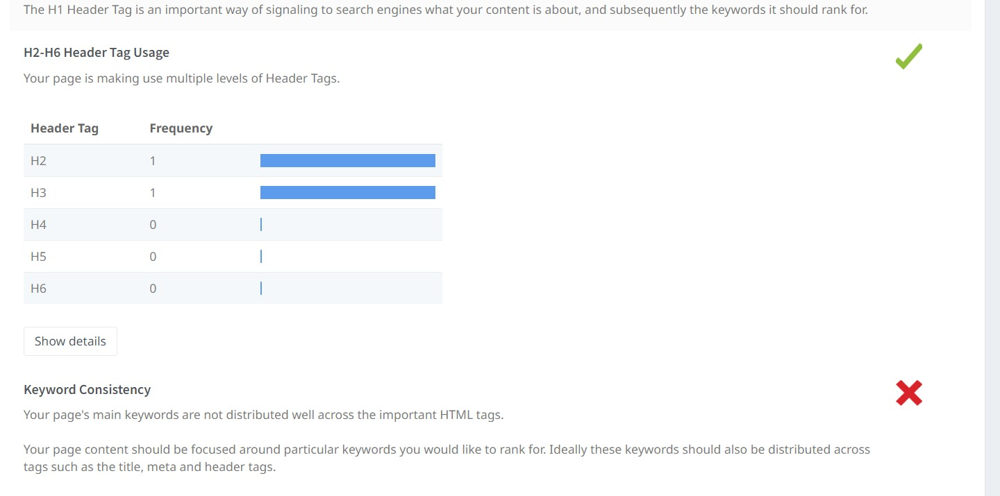 The H1 Header Tag is an important way of signaling to search engines what your content is about, and subsequently the keywords it should rank for.
H2-H6 Header Tag Usage
Your page is making use multiple levels of Header Tags.
Header Tag Frequency
H2 1
H3 1
H4 0
H5 0
H6 0
Show details
Keyword Consistency
Your page's main keywords are not distributed well across the important HTML tags.
Your page content should be focused around particular keywords you would like to rank for. Ideally these keywords should also be distributed across
tags such as the title, meta and header tags.